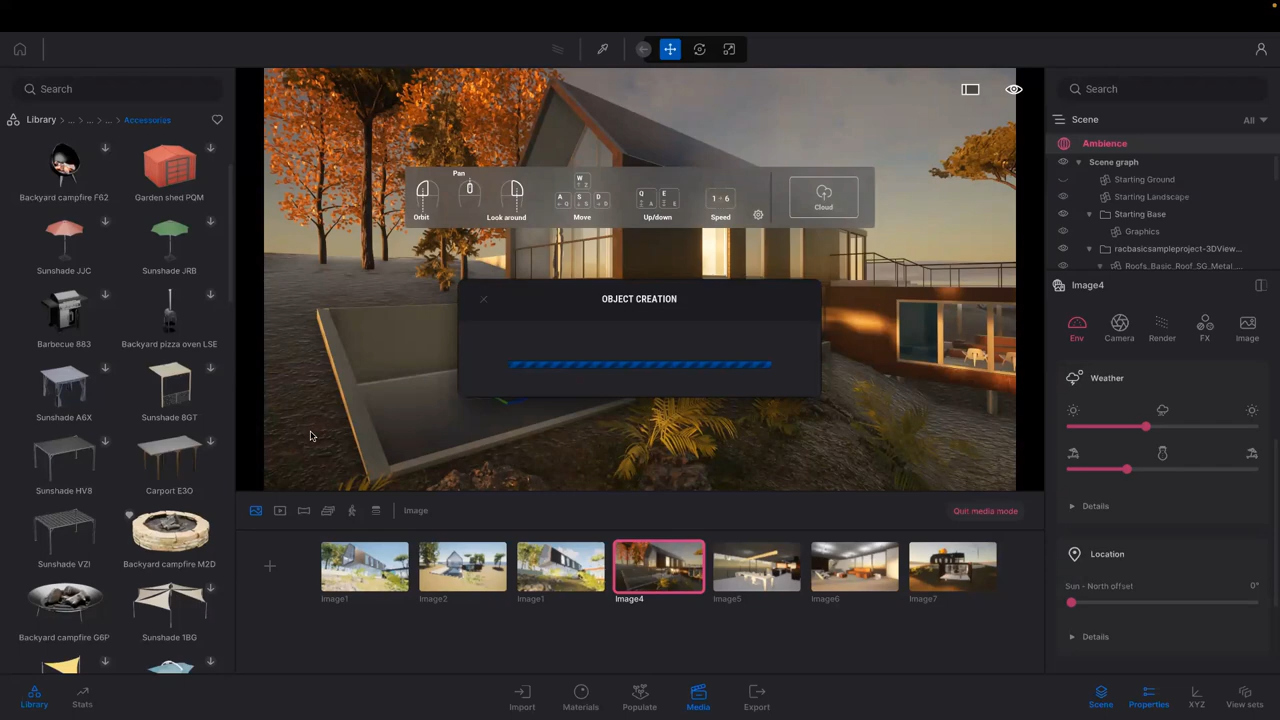 Search
Library > ... > ... > ... > Accessories
Backyard campfire F62
Garden shed PQM
Sunshade JJC
Sunshade JRB
Barbecue 883
Backyard pizza oven LSE
Sunshade A6X
Sunshade 8GT
Sunshade HV8
Carport E3O
Sunshade VZI
Backyard campfire M2D
Backyard campfire G6P
Sunshade 1BG
Library
Stats
Pan
Orbit
Look around
W
A S D
Move
Q E
Up/down
Speed
Cloud
OBJECT CREATION
Image
Quit media mode
Image1
Image2
Image1
Image4
Image5
Image6
Image7
Import
Materials
Populate
Media
Export
Search
Scene
All
Ambience
Scene graph
Starting Ground
Starting Landscape
Starting Base
Graphics
racbasicsampleproject-3DView...
Roofs_Basic_Roof_SG_Metal_...
Image4
Env
Camera
Render
FX
Image
Weather
Details
Location
Sun - North offset
0°
Details
Scene
Properties
XYZ
View sets